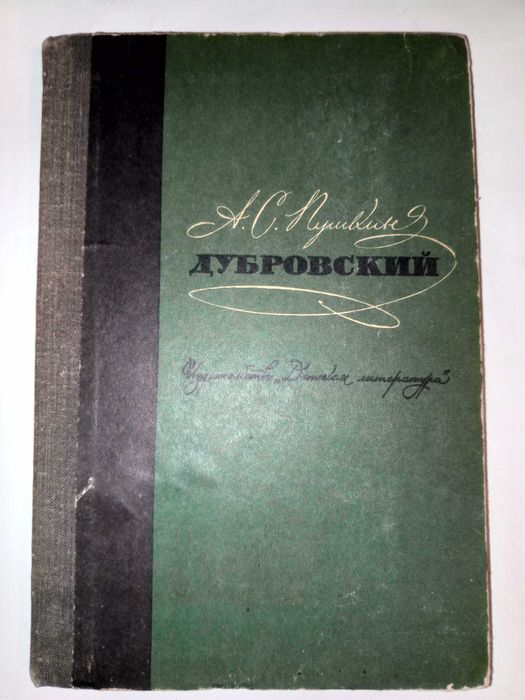 А. С. Пушкин
ДУБРОВСКИЙ
Издательство „Детская литература"